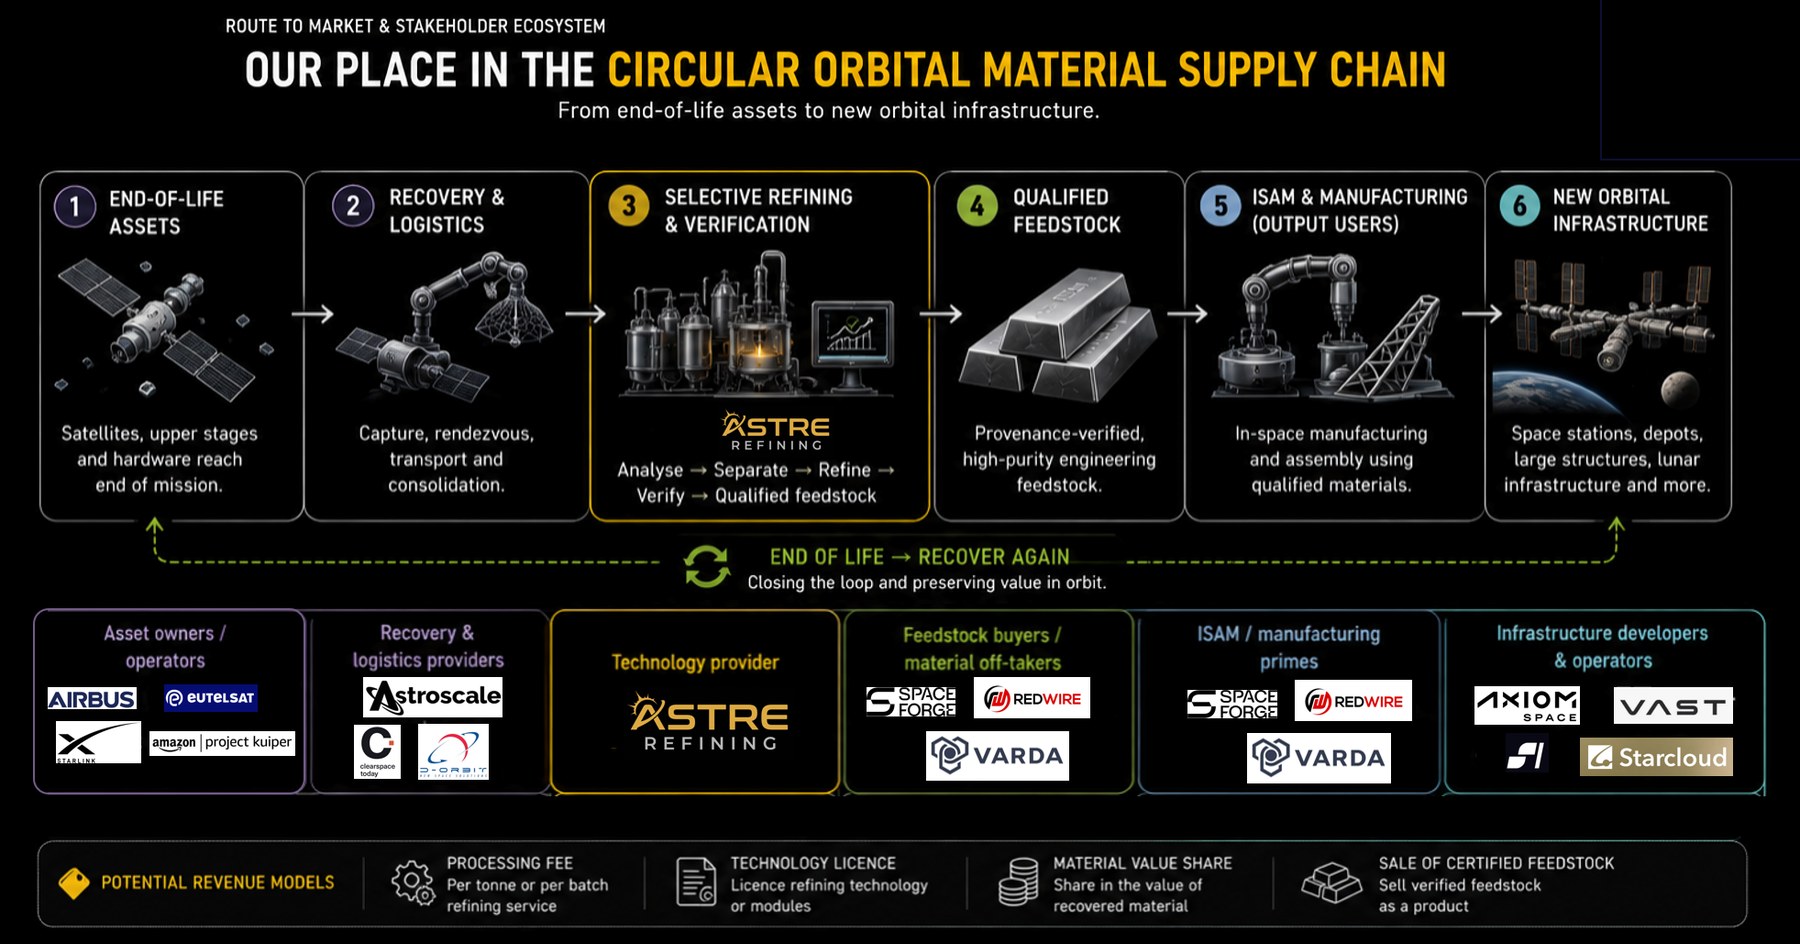 ROUTE TO MARKET & STAKEHOLDER ECOSYSTEM
OUR PLACE IN THE CIRCULAR ORBITAL MATERIAL SUPPLY CHAIN
From end-of-life assets to new orbital infrastructure.
1
END-OF-LIFE
ASSETS
Satellites, upper stages
and hardware reach
end of mission.
2
RECOVERY &
LOGISTICS
Capture, rendezvous,
transport and
consolidation.
3
SELECTIVE REFINING
& VERIFICATION
ASTRE
REFINING
Analyse → Separate → Refine →
Verify → Qualified feedstock
4
QUALIFIED
FEEDSTOCK
Provenance-verified,
high-purity engineering
feedstock.
5
ISAM & MANUFACTURING
(OUTPUT USERS)
In-space manufacturing
and assembly using
qualified materials.
6
NEW ORBITAL
INFRASTRUCTURE
Space stations, depots,
large structures, lunar
infrastructure and more.
END OF LIFE → RECOVER AGAIN
Closing the loop and preserving value in orbit.
Asset owners /
operators
AIRBUS
eutelsat
STARLINK
amazon | project kuiper
Recovery &
logistics providers
Astroscale
clearspace
today
D-ORBIT
NEW SPACE SOLUTIONS
Technology provider
ASTRE
REFINING
Feedstock buyers /
material off-takers
SPACE
FORGE
REDWIRE
VARDA
ISAM / manufacturing
primes
SPACE
FORGE
REDWIRE
VARDA
Infrastructure developers
& operators
AXIOM
SPACE
VAST
Starcloud
POTENTIAL REVENUE MODELS
PROCESSING FEE
Per tonne or per batch
refining service
TECHNOLOGY LICENCE
Licence refining technology
or modules
MATERIAL VALUE SHARE
Share in the value of
recovered material
SALE OF CERTIFIED FEEDSTOCK
Sell verified feedstock
as a product